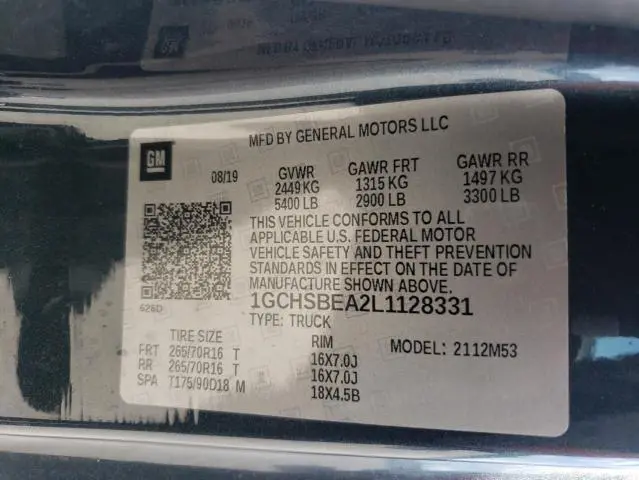 MFD BY GENERAL MOTORS LLC
GM
08/19 GVWR GAWR FRT GAWR RR
2449 KG 1315 KG 1497 KG
5400 LB 2900 LB 3300 LB
THIS VEHICLE CONFORMS TO ALL
APPLICABLE U.S. FEDERAL MOTOR
VEHICLE SAFETY AND THEFT PREVENTION
STANDARDS IN EFFECT ON THE DATE OF
MANUFACTURE SHOWN ABOVE.
1GCHSBEA2L1128331
626D
TYPE: TRUCK
TIRE SIZE RIM MODEL: 2112M53
FRT 265/70R16 T 16X7.0J
RR 265/70R16 T 16X7.0J
SPA T175/90D18 M 18X4.5B